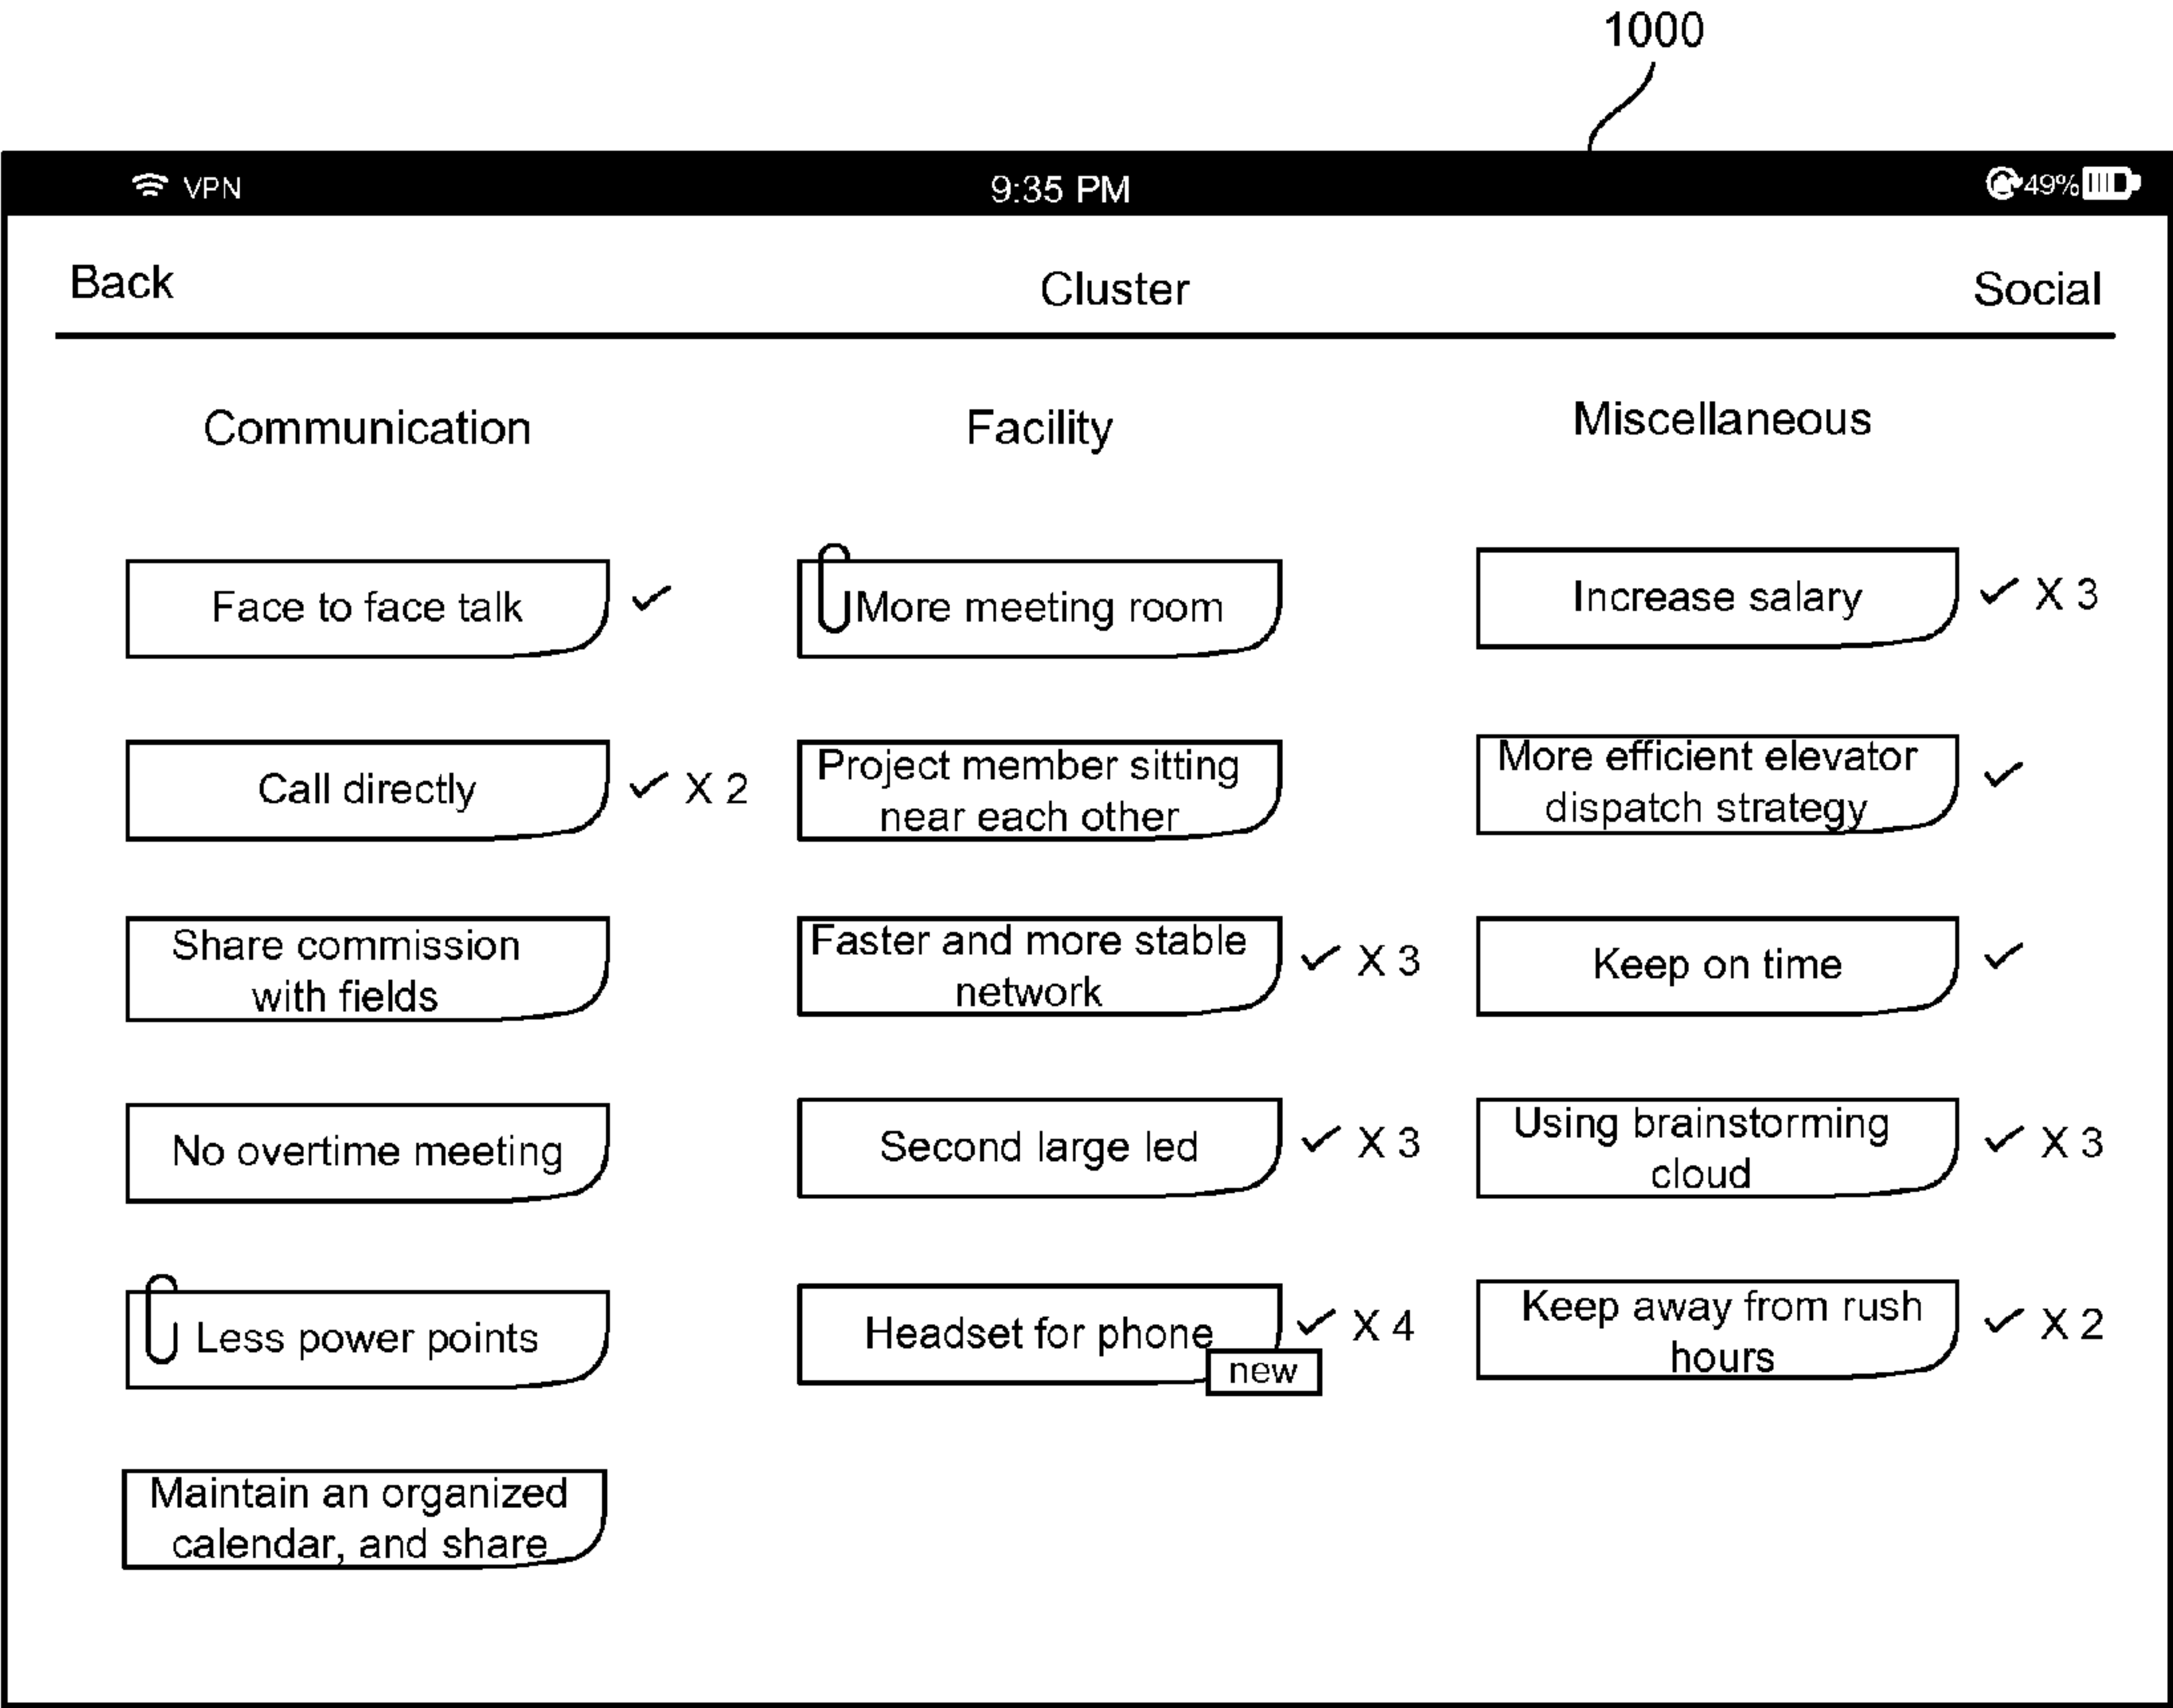 1000
VPN
9:35 PM
49%
Back
Cluster
Social
Communication
Facility
Miscellaneous
Face to face talk
More meeting room
Increase salary
X 3
Call directly
X 2
Project member sitting
near each other
More efficient elevator
dispatch strategy
Share commission
with fields
Faster and more stable
network
X 3
Keep on time
No overtime meeting
Second large led
X 3
Using brainstorming
cloud
X 3
Less power points
Headset for phone
new
X 4
Keep away from rush
hours
X 2
Maintain an organized
calendar, and share